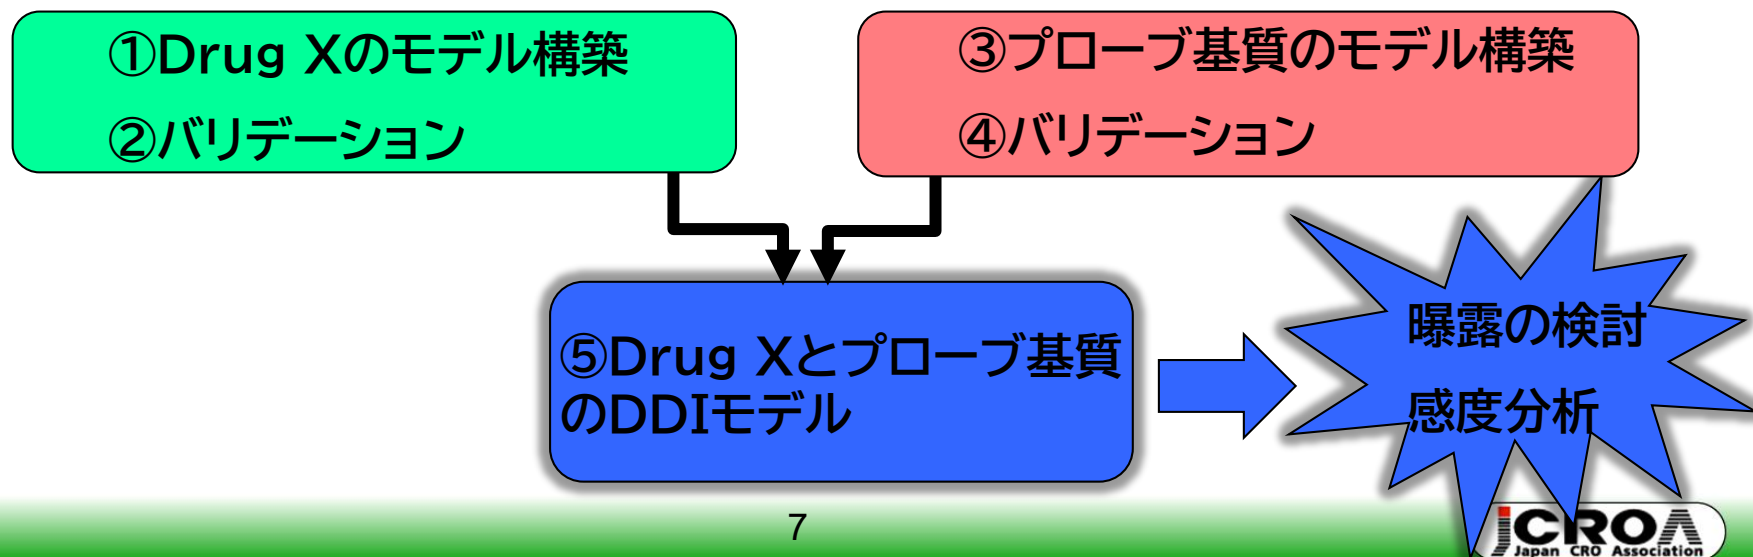 ①Drug Xのモデル構築
②バリデーション
③プローブ基質のモデル構築
④バリデーション
⑤Drug Xとプローブ基質
のDDIモデル
曝露の検討
感度分析
7
jCROA
Japan CRO Association